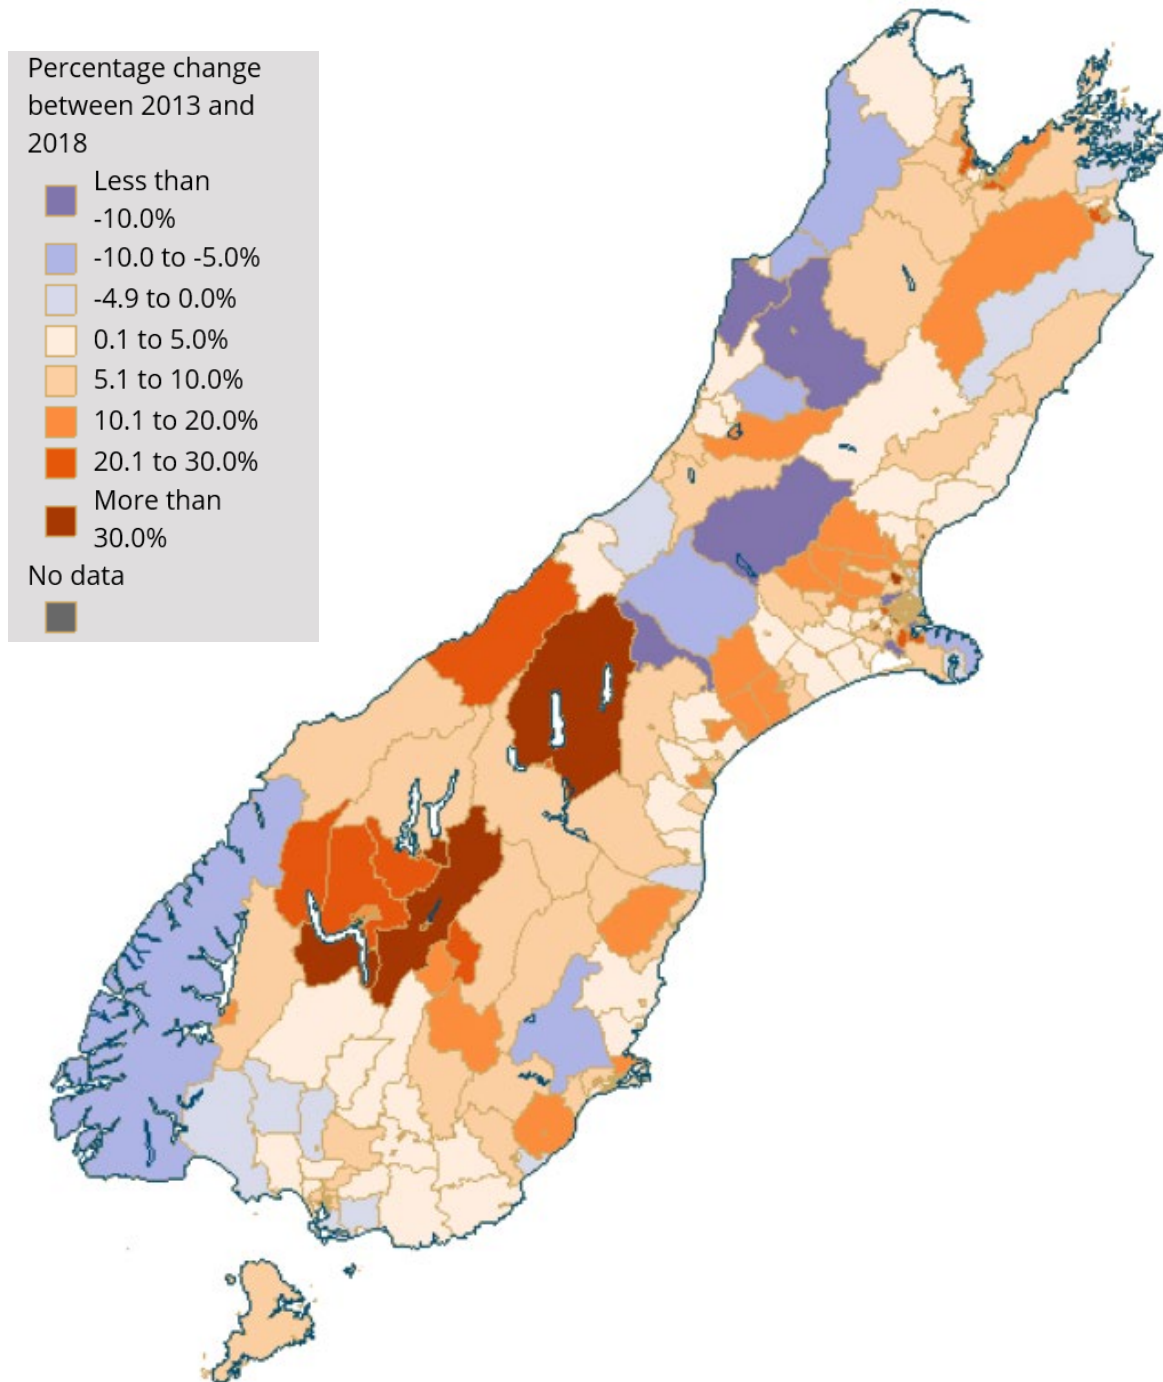 Percentage change
between 2013 and
2018
Less than
-10.0%
-10.0 to -5.0%
-4.9 to 0.0%
0.1 to 5.0%
5.1 to 10.0%
10.1 to 20.0%
20.1 to 30.0%
More than
30.0%
No data